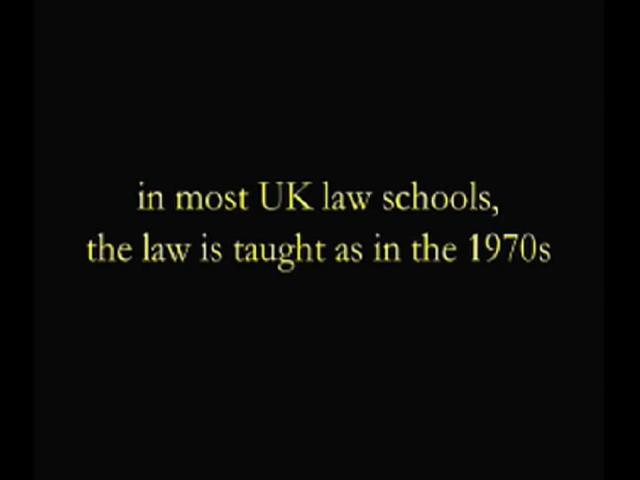 in most UK law schools,
the law is taught as in the 1970s